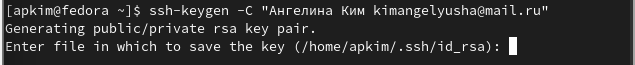 [apkim@fedora ~]$ ssh-keygen -C "Ангелина Ким kimangelyusha@mail.ru"
Generating public/private rsa key pair.
Enter file in which to save the key (/home/apkim/.ssh/id_rsa):